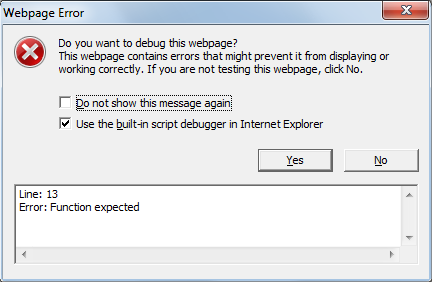 Webpage Error
Do you want to debug this webpage?
This webpage contains errors that might prevent it from displaying or
working correctly. If you are not testing this webpage, click No.
Do not show this message again
Use the built-in script debugger in Internet Explorer
Yes No
Line: 13
Error: Function expected